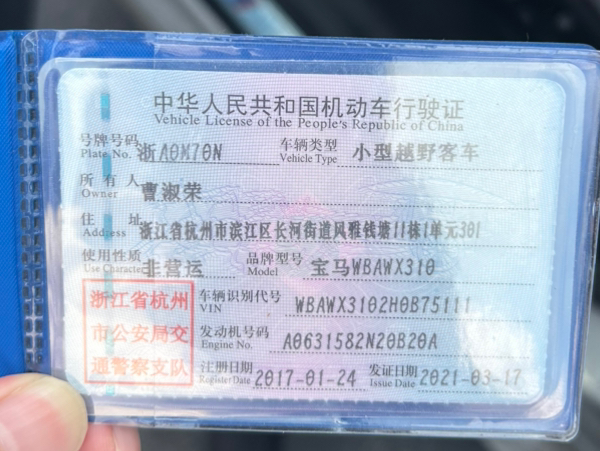 中华人民共和国机动车行驶证
Vehicle License of the People's Republic of China
号牌号码 Plate No. 浙A0M70N 车辆类型 Vehicle Type 小型越野客车
所有人 Owner 曹淑荣
住址 Address 浙江省杭州市滨江区长河街道风雅钱塘11栋1单元301
使用性质 Use Character 非营运 品牌型号 Model 宝马WBAWX310
浙江省杭州市公安局交通警察支队
车辆识别代号 VIN WBAWX3102H0B75111
发动机号码 Engine No. A0631582N20B20A
注册日期 Register Date 2017-01-24 发证日期 Issue Date 2021-03-17